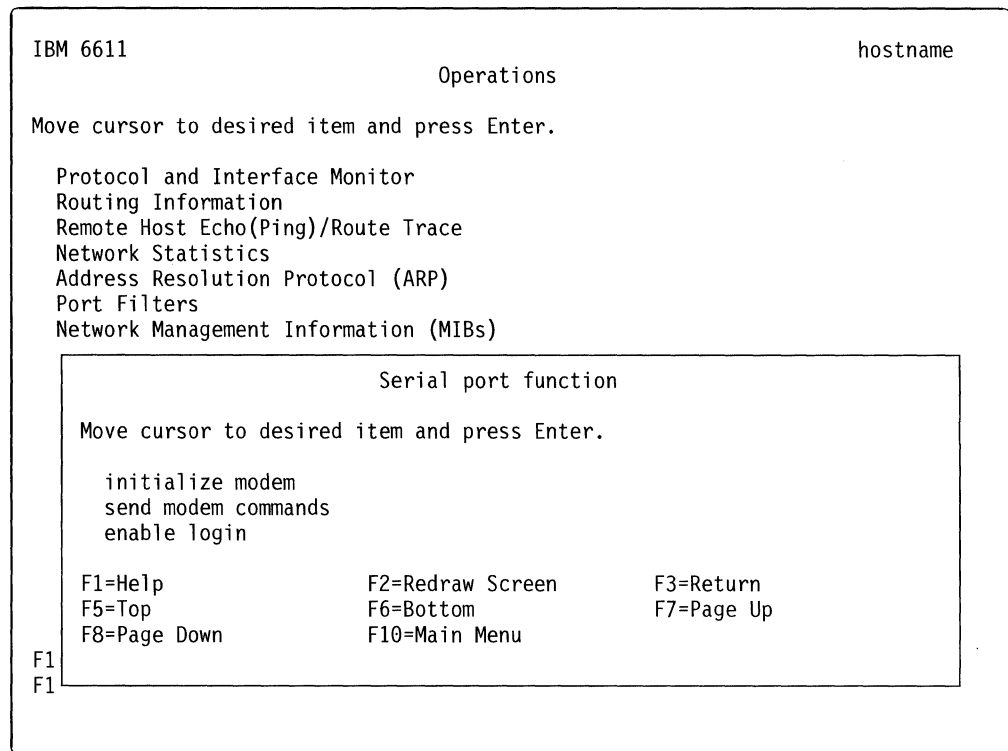 IBM 6611 hostname
Operations
Move cursor to desired item and press Enter.
Protocol and Interface Monitor
Routing Information
Remote Host Echo(Ping)/Route Trace
Network Statistics
Address Resolution Protocol (ARP)
Port Filters
Network Management Information (MIBs)
Serial port function
Move cursor to desired item and press Enter.
initialize modem
send modem commands
enable login
F1=Help F2=Redraw Screen F3=Return
F5=Top F6=Bottom F7=Page Up
F8=Page Down F10=Main Menu
F1
F1